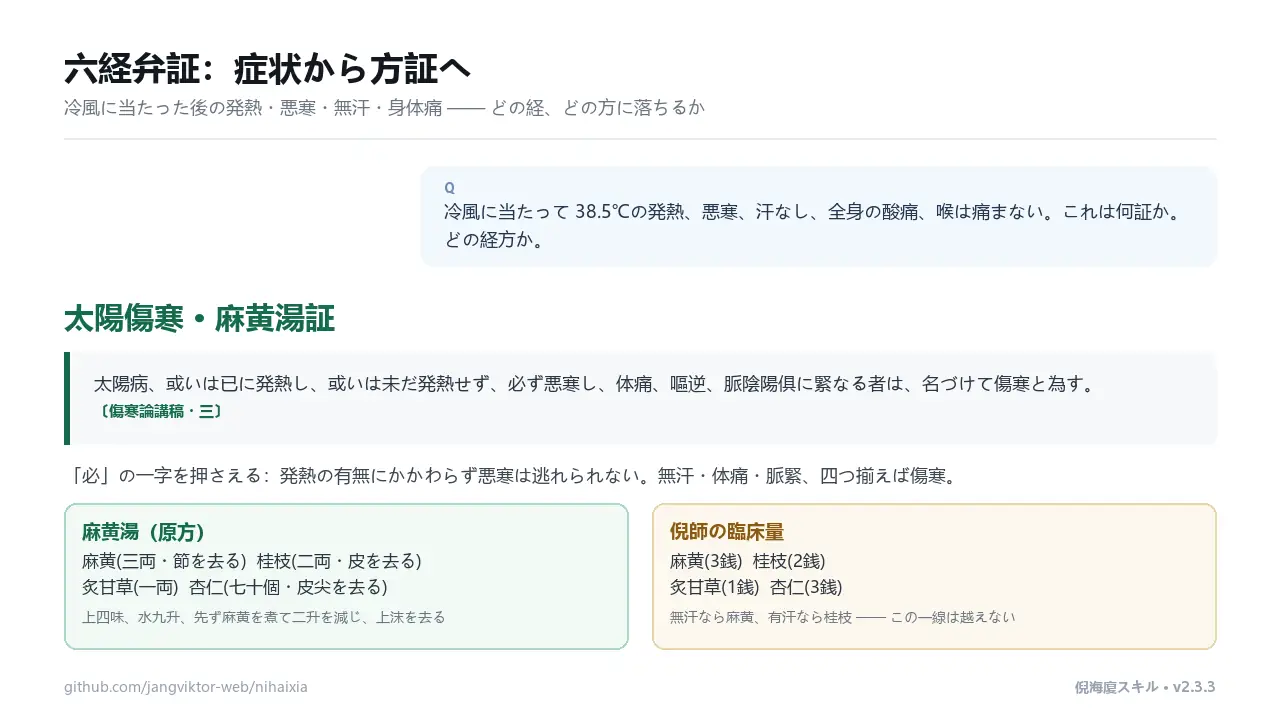 六経弁証：症状から方証へ
冷風に当たった後の発熱・悪寒・無汗・身体痛 —— どの経、どの方に落ちるか
Q
冷風に当たって 38.5℃の発熱、悪寒、汗なし、全身の酸痛、喉は痛まない。これは何証か。
どの経方か。
太陽傷寒・麻黄湯証
太陽病、或いは已に発熱し、或いは未だ発熱せず、必ず悪寒し、体痛、嘔逆、脈陰陽俱に緊なる者は、名づけて傷寒と為す。
〔傷寒論講稿・三〕
「必」の一字を押さえる：発熱の有無にかかわらず悪寒は逃れられない。無汗・体痛・脈緊、四つ揃えば傷寒。
麻黄湯（原方）
麻黄(三両・節を去る)  桂枝(二両・皮を去る)
炙甘草(一両)  杏仁(七十個・皮尖を去る)
上四味、水九升、先ず麻黄を煮て二升を減じ、上沫を去る
倪師の臨床量
麻黄(3銭)  桂枝(2銭)
炙甘草(1銭)  杏仁(3銭)
無汗なら麻黄、有汗なら桂枝 —— この一線は越えない
github.com/jangviktor-web/nihaixia
倪海廈スキル • v2.3.3